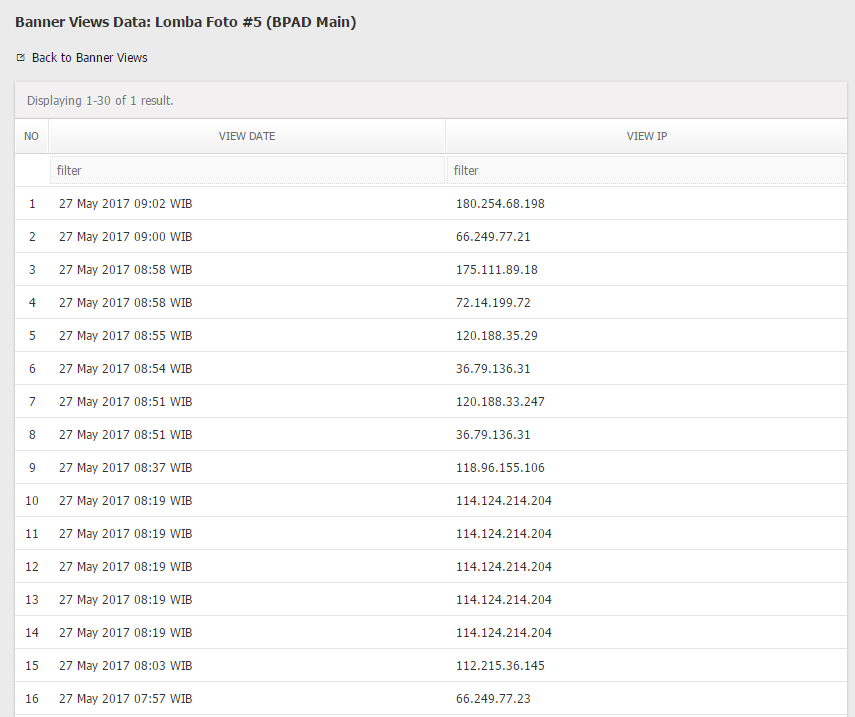 Banner Views Data: Lomba Foto #5 (BPAD Main)
Back to Banner Views
Displaying 1-30 of 1 result.
NO VIEW DATE VIEW IP
filter filter
1 27 May 2017 09:02 WIB 180.254.68.198
2 27 May 2017 09:00 WIB 66.249.77.21
3 27 May 2017 08:58 WIB 175.111.89.18
4 27 May 2017 08:58 WIB 72.14.199.72
5 27 May 2017 08:55 WIB 120.188.35.29
6 27 May 2017 08:54 WIB 36.79.136.31
7 27 May 2017 08:51 WIB 120.188.33.247
8 27 May 2017 08:51 WIB 36.79.136.31
9 27 May 2017 08:37 WIB 118.96.155.106
10 27 May 2017 08:19 WIB 114.124.214.204
11 27 May 2017 08:19 WIB 114.124.214.204
12 27 May 2017 08:19 WIB 114.124.214.204
13 27 May 2017 08:19 WIB 114.124.214.204
14 27 May 2017 08:19 WIB 114.124.214.204
15 27 May 2017 08:03 WIB 112.215.36.145
16 27 May 2017 07:57 WIB 66.249.77.23